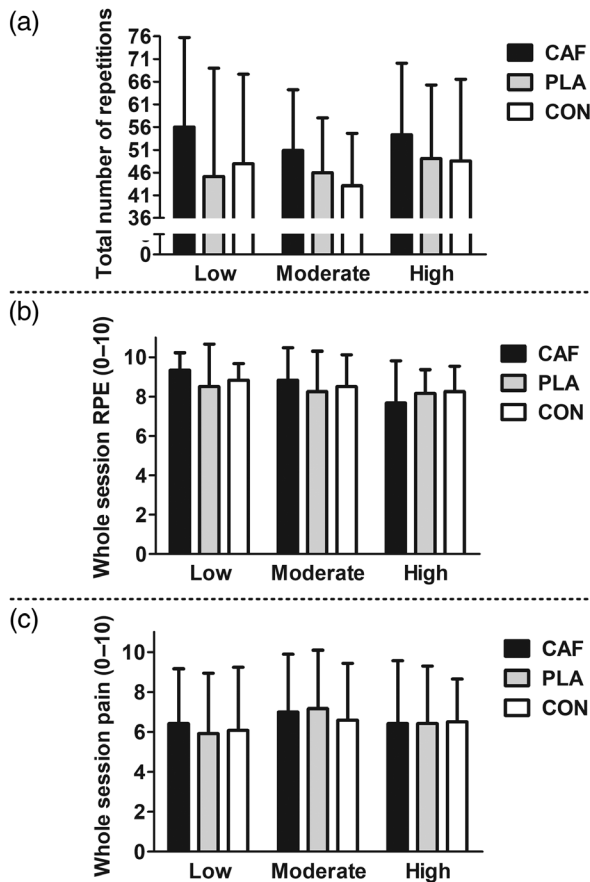 (a)
Total number of repetitions
76
71
66
61
56
51
46
41
36
0
CAF
PLA
CON
Low Moderate High
(b)
Whole session RPE (0–10)
10
8
6
4
2
0
CAF
PLA
CON
Low Moderate High
(c)
Whole session pain (0–10)
10
8
6
4
2
0
CAF
PLA
CON
Low Moderate High